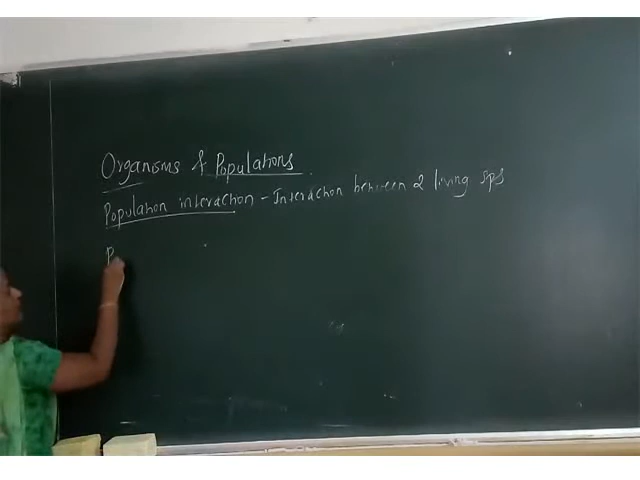 Organisms & Populations.
Population interaction - Interaction between 2 living sps
P